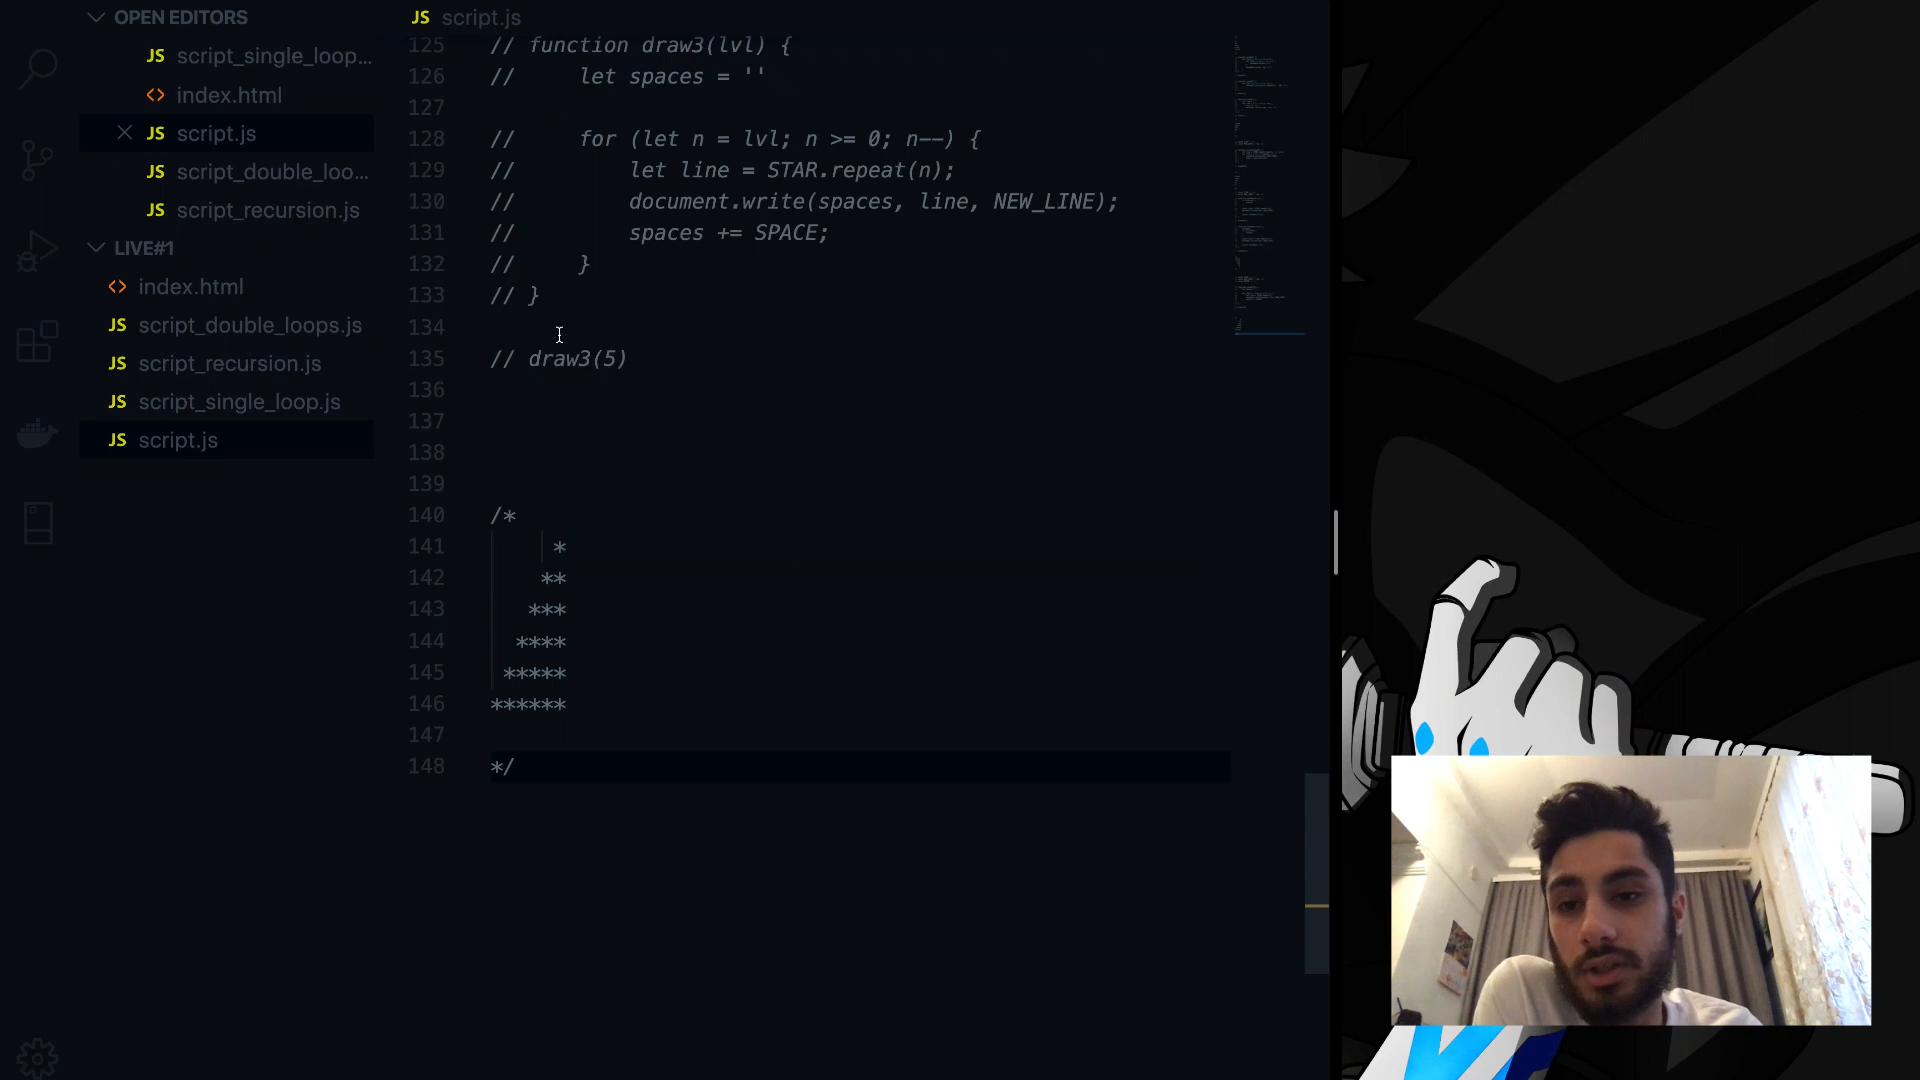 OPEN EDITORS
JS script_single_loop...
<> index.html
JS script.js
JS script_double_loo...
JS script_recursion.js
LIVE#1
<> index.html
JS script_double_loops.js
JS script_recursion.js
JS script_single_loop.js
JS script.js
JS script.js
125 // function draw3(lvl) {
126 //     let spaces = ''
127
128 //     for (let n = lvl; n >= 0; n--) {
129 //         let line = STAR.repeat(n);
130 //         document.write(spaces, line, NEW_LINE);
131 //         spaces += SPACE;
132 //     }
133 // }
134
135 // draw3(5)
136
137
138
139
140 /*
141      *
142     **
143    ***
144   ****
145  *****
146 ******
147
148 */